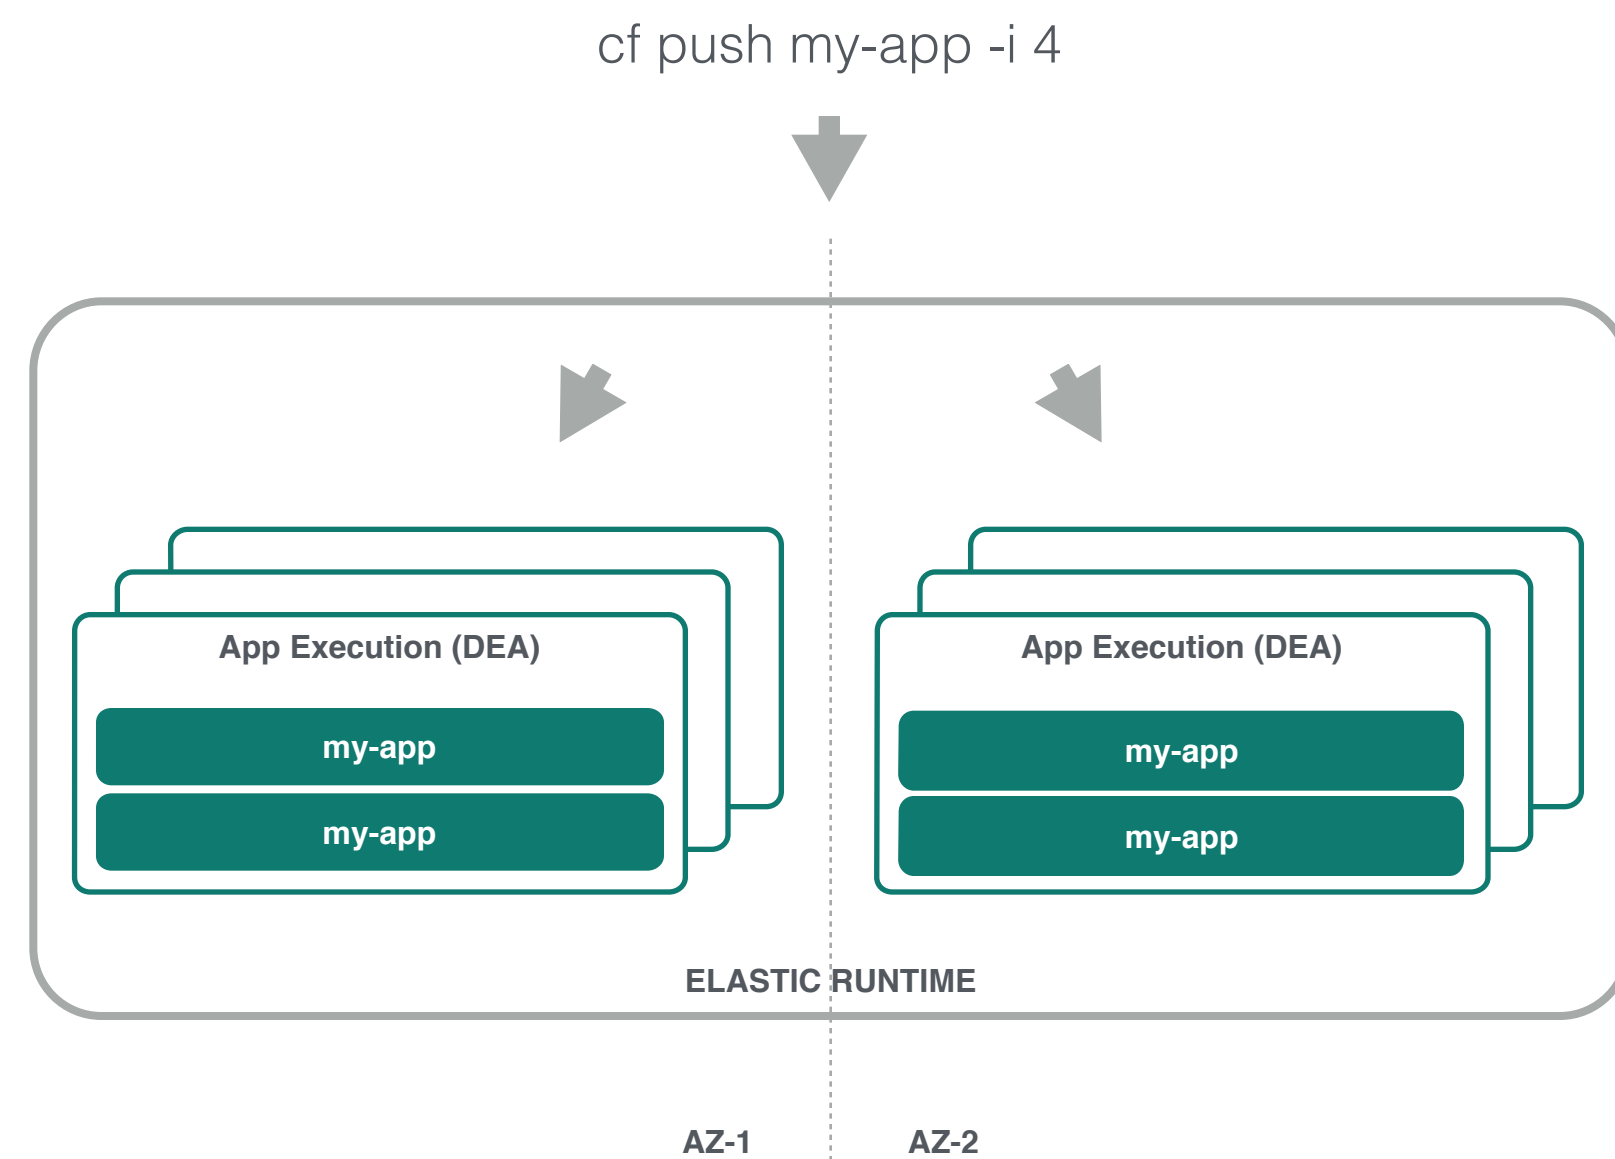 cf push my-app -i 4
App Execution (DEA)
my-app
my-app
App Execution (DEA)
my-app
my-app
ELASTIC RUNTIME
AZ-1
AZ-2